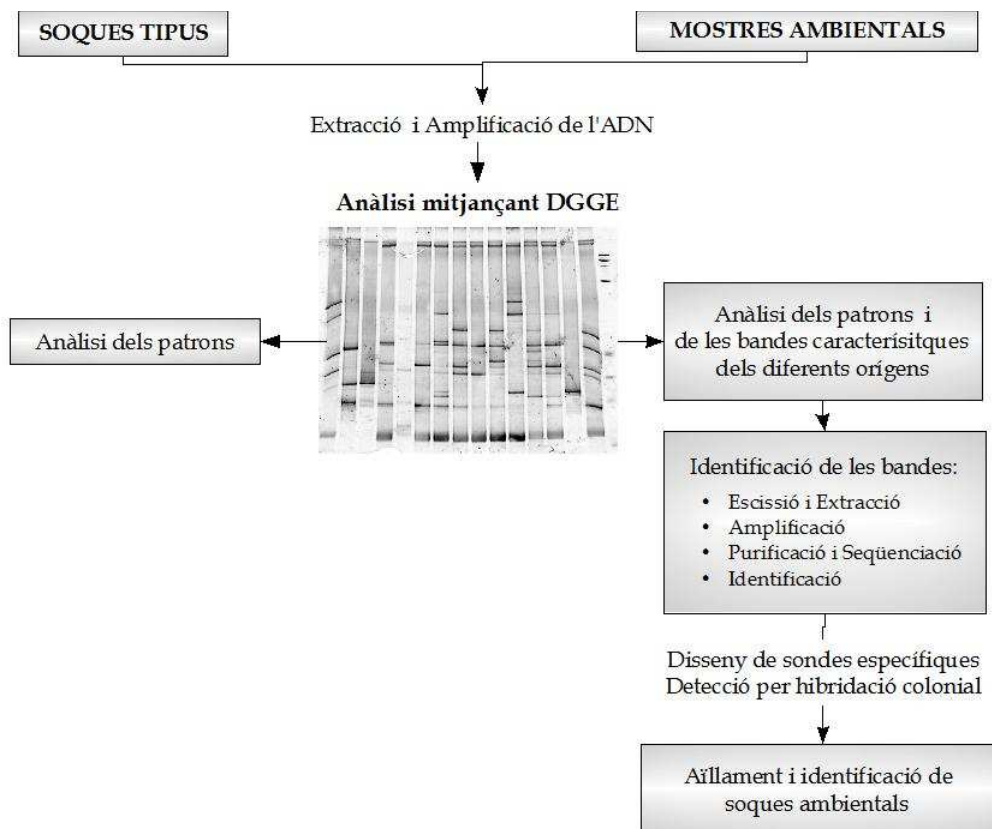 SOQUES TIPUS
MOSTRES AMBIENTALS
Extracció i Amplificació de l'ADN
Anàlisi mitjançant DGGE
Anàlisi dels patrons
Anàlisi dels patrons i
de les bandes caracterísitques
dels diferents orígens
Identificació de les bandes:
• Escissió i Extracció
• Amplificació
• Purificació i Seqüenciació
• Identificació
Disseny de sondes específiques
Detecció per hibridació colonial
Aïllament i identificació de
soques ambientals